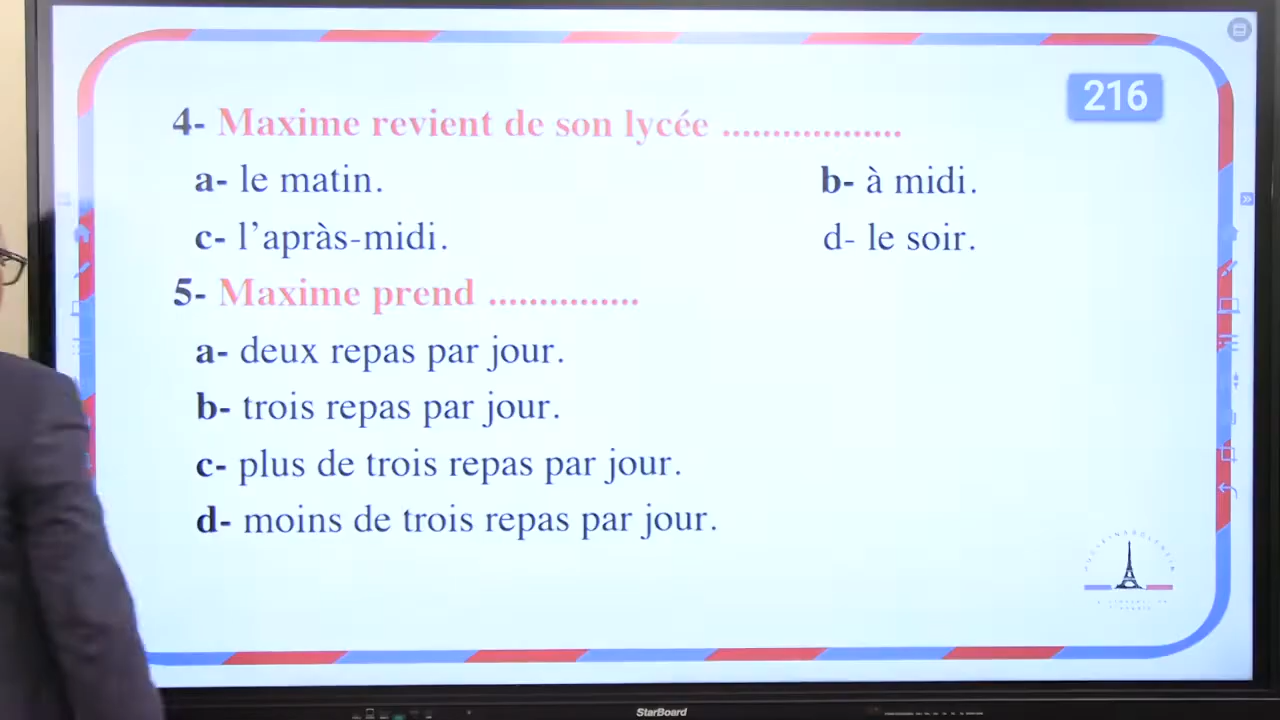 216
4- Maxime revient de son lycée ..................
a- le matin.
b- à midi.
c- l'apràs-midi.
d- le soir.
5- Maxime prend ...............
a- deux repas par jour.
b- trois repas par jour.
c- plus de trois repas par jour.
d- moins de trois repas par jour.
StarBoard